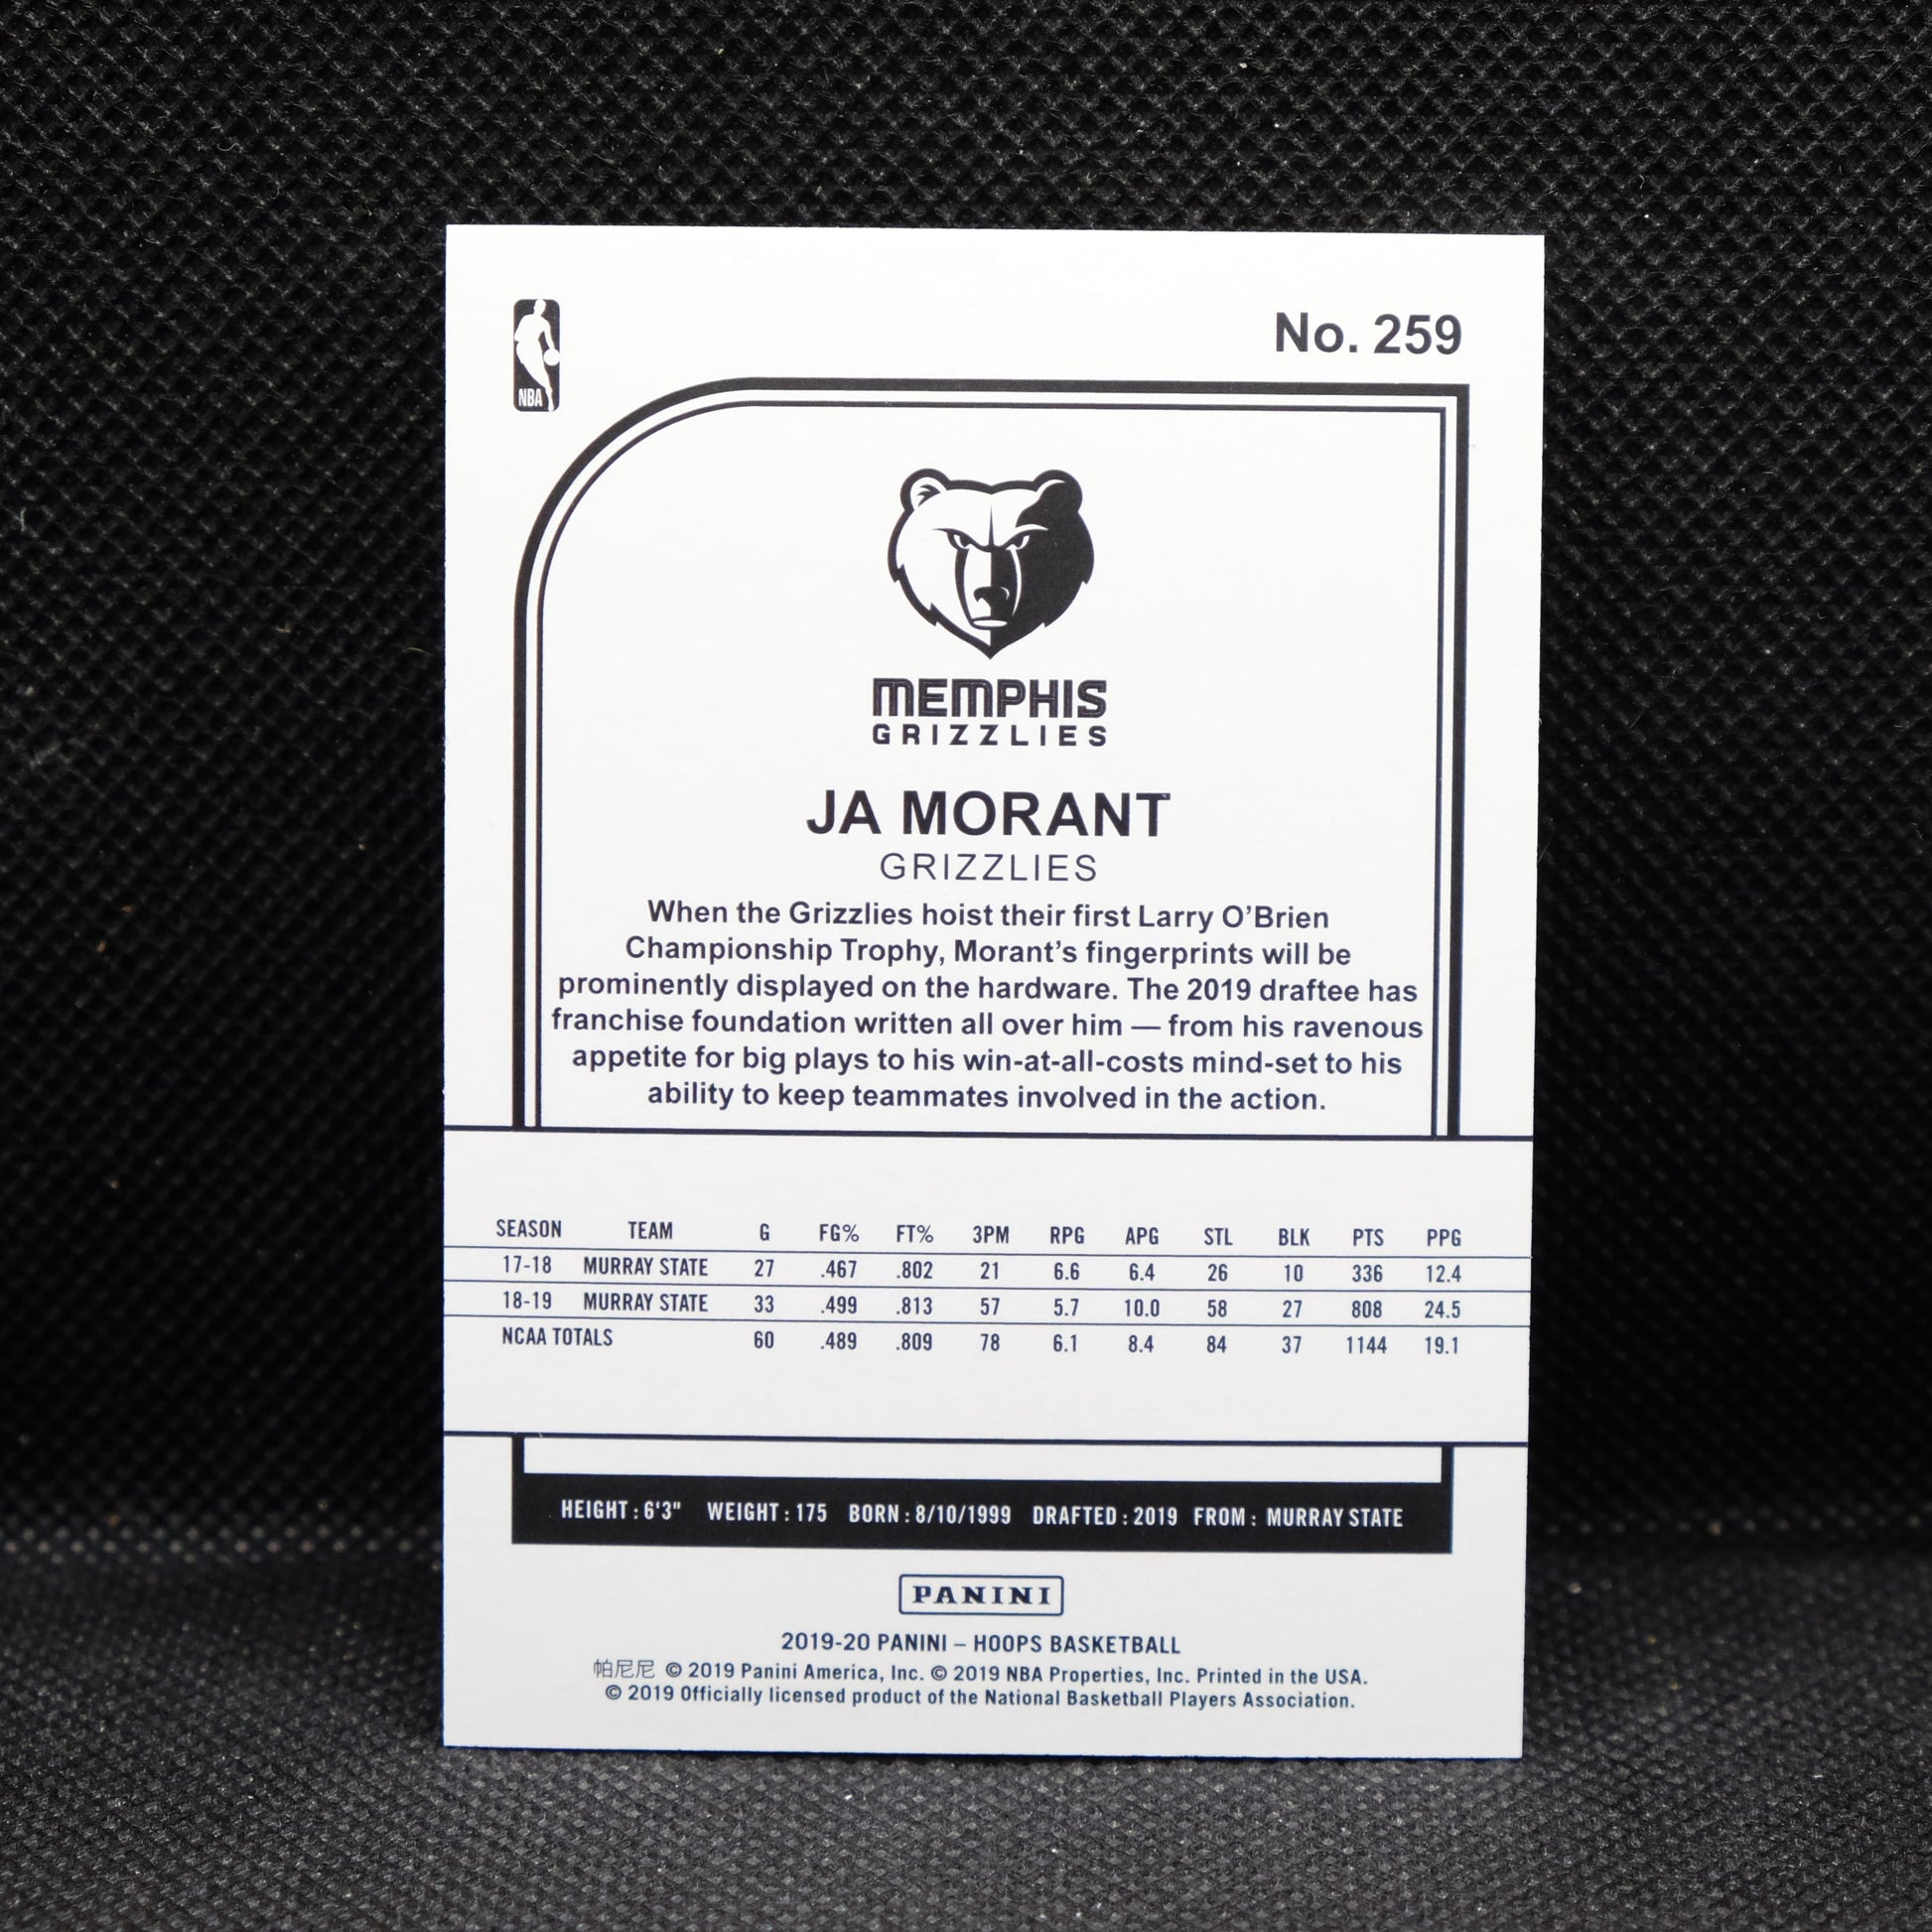 NBA
No. 259
MEMPHIS
GRIZZLIES
JA MORANT
GRIZZLIES
When the Grizzlies hoist their first Larry O’Brien
Championship Trophy, Morant’s fingerprints will be
prominently displayed on the hardware. The 2019 draftee has
franchise foundation written all over him — from his ravenous
appetite for big plays to his win-at-all-costs mind-set to his
ability to keep teammates involved in the action.
SEASON TEAM G FG% FT% 3PM RPG APG STL BLK PTS PPG
17-18 MURRAY STATE 27 .467 .802 21 6.6 6.4 26 10 336 12.4
18-19 MURRAY STATE 33 .499 .813 57 5.7 10.0 58 27 808 24.5
NCAA TOTALS 60 .489 .809 78 6.1 8.4 84 37 1144 19.1
HEIGHT : 6'3" WEIGHT : 175 BORN : 8/10/1999 DRAFTED : 2019 FROM : MURRAY STATE
PANINI
2019-20 PANINI – HOOPS BASKETBALL
帕尼尼 © 2019 Panini America, Inc. © 2019 NBA Properties, Inc. Printed in the USA.
© 2019 Officially licensed product of the National Basketball Players Association.